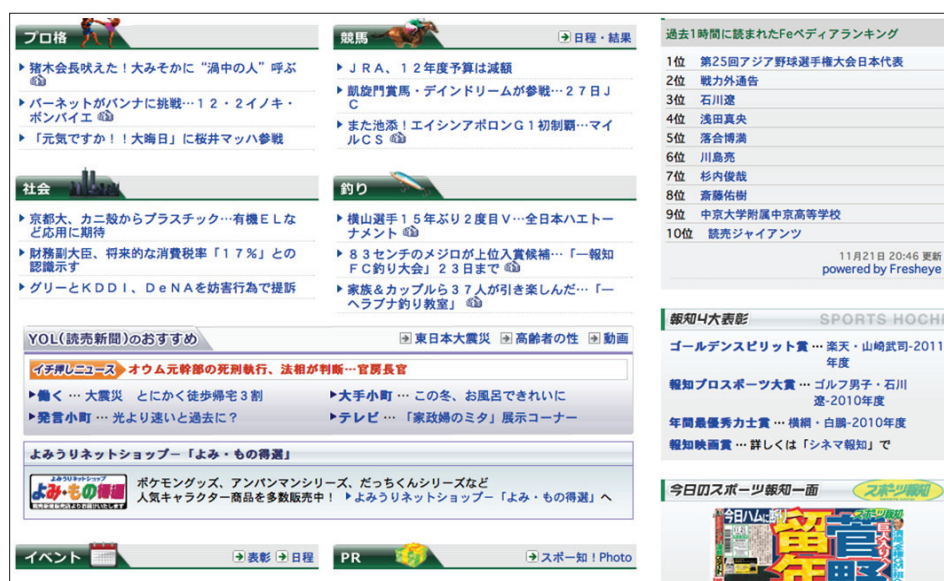 プロ格
猪木会長吠えた!大みそかに“渦中の人”呼ぶ
バーネットがバンナに挑戦…12・2イノキ・
ボンバイエ
「元気ですか!!大晦日」に桜井マッハ参戦
競馬
日程・結果
JRA、12年度予算は減額
凱旋門賞馬・デインドリームが参戦…27日J
C
また池添!エイシンアポロンG1初制覇…マイ
ルCS
社会
京都大、カニ殻からプラスチック…有機ELな
ど応用に期待
財務副大臣、将来的な消費税率「17%」との
認識示す
グリーとKDDI、DeNAを妨害行為で提訴
釣り
横山選手15年ぶり2度目V…全日本ハエトー
ナメント
83センチのメジロが上位入賞候補…「一報知
FC釣り大会」23日まで
家族&カップルら37人が引き楽しんだ…「一
ヘラブナ釣り教室」
YOL(読売新聞)のおすすめ
東日本大震災 高齢者の性 動画
イチ押しニュース オウム元幹部の死刑執行、法相が判断…官房長官
働く … 大震災 とにかく徒歩帰宅3割
大手小町 … この冬、お風呂できれいに
発言小町 … 光より速いと過去に?
テレビ … 「家政婦のミタ」展示コーナー
よみうりネットショップー「よみ・もの得選」
よみうりネットショップ
よみ・もの得選
ポケモングッズ、アンパンマンシリーズ、だっちくんシリーズなど
人気キャラクター商品を多数販売中! よみうりネットショップー「よみ・もの得選」へ
イベント
表彰 日程
PR
スポー知!Photo
過去1時間に読まれたFeペディアランキング
1位 第25回アジア野球選手権大会日本代表
2位 戦力外通告
3位 石川遼
4位 浅田真央
5位 落合博満
6位 川島亮
7位 杉内俊哉
8位 斎藤佑樹
9位 中京大学附属中京高等学校
10位 読売ジャイアンツ
11月21日 20:46 更新
powered by Fresheye
報知4大表彰
SPORTS HOCHI
ゴールデンスピリット賞 … 楽天・山崎武司-2011
年度
報知プロスポーツ大賞 … ゴルフ男子・石川
遼-2010年度
年間最優秀力士賞 … 横綱・白鵬-2010年度
報知映画賞 … 詳しくは「シネマ報知」で
今日のスポーツ報知一面
スポーツ報知
今日ハムに断り
スポーツ報知
菅野
留年